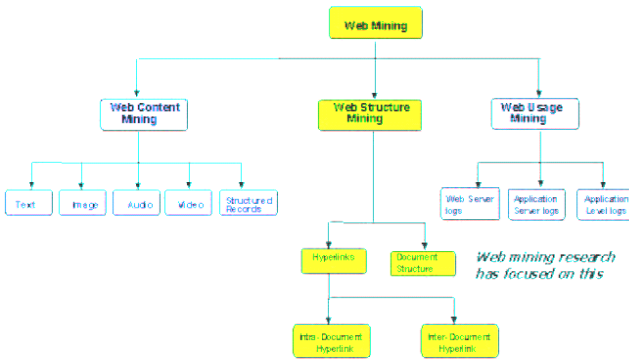 Web Mining
Web Content
Mining
Web Structure
Mining
Web Usage
Mining
Text
Image
Audio
Video
Structured
Records
Web Server
logs
Application
Server logs
Application
Level logs
Hyperlinks
Document
Structure
Web mining research
has focused on this
Intra-Document
Hyperlink
Inter-Document
Hyperlink